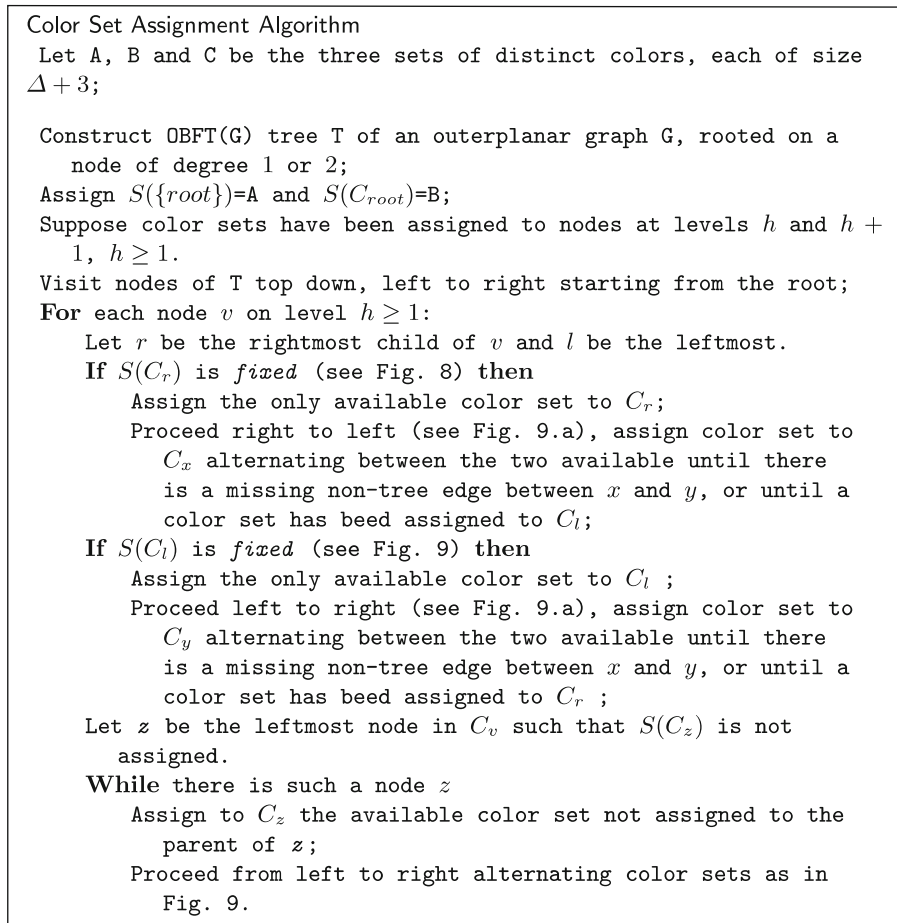 Color Set Assignment Algorithm
Let A, B and C be the three sets of distinct colors, each of size
Δ + 3;
Construct OBFT(G) tree T of an outerplanar graph G, rooted on a
node of degree 1 or 2;
Assign S({root})=A and S(C_root)=B;
Suppose color sets have been assigned to nodes at levels h and h +
1, h ≥ 1.
Visit nodes of T top down, left to right starting from the root;
For each node v on level h ≥ 1:
Let r be the rightmost child of v and l be the leftmost.
If S(C_r) is fixed (see Fig. 8) then
Assign the only available color set to C_r;
Proceed right to left (see Fig. 9.a), assign color set to
C_x alternating between the two available until there
is a missing non-tree edge between x and y, or until a
color set has beed assigned to C_l;
If S(C_l) is fixed (see Fig. 9) then
Assign the only available color set to C_l ;
Proceed left to right (see Fig. 9.a), assign color set to
C_y alternating between the two available until there
is a missing non-tree edge between x and y, or until a
color set has beed assigned to C_r ;
Let z be the leftmost node in C_v such that S(C_z) is not
assigned.
While there is such a node z
Assign to C_z the available color set not assigned to the
parent of z;
Proceed from left to right alternating color sets as in
Fig. 9.